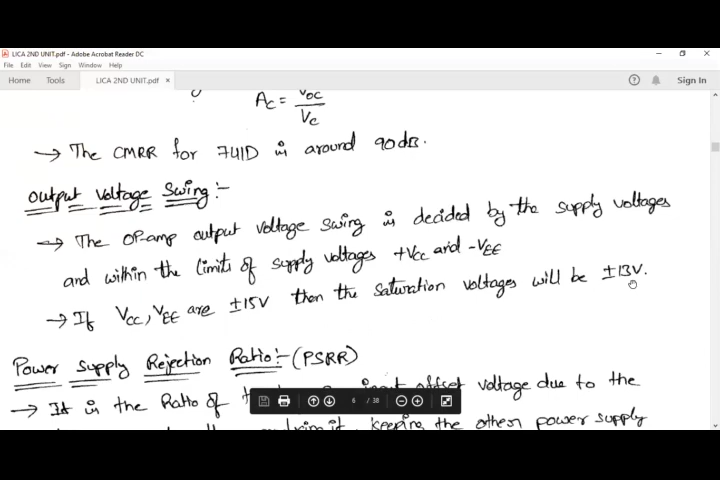 LICA 2ND UNIT.pdf - Adobe Acrobat Reader DC
File Edit View Sign Window Help
Home Tools LICA 2ND UNIT.pdf × Sign In
Ac = Voc / Vc
→ The CMRR for 741D is around 90dB.
Output Voltage Swing:-
→ The OP-amp output voltage swing is decided by the supply voltages
and within the limits of supply voltages +Vcc and -VEE
→ If Vcc, VEE are ±15V then the saturation voltages will be ±13V.
Power Supply Rejection Ratio:- (PSRR)
→ It is the Ratio of input offset voltage due to the
6 / 38
keeping the other power supply